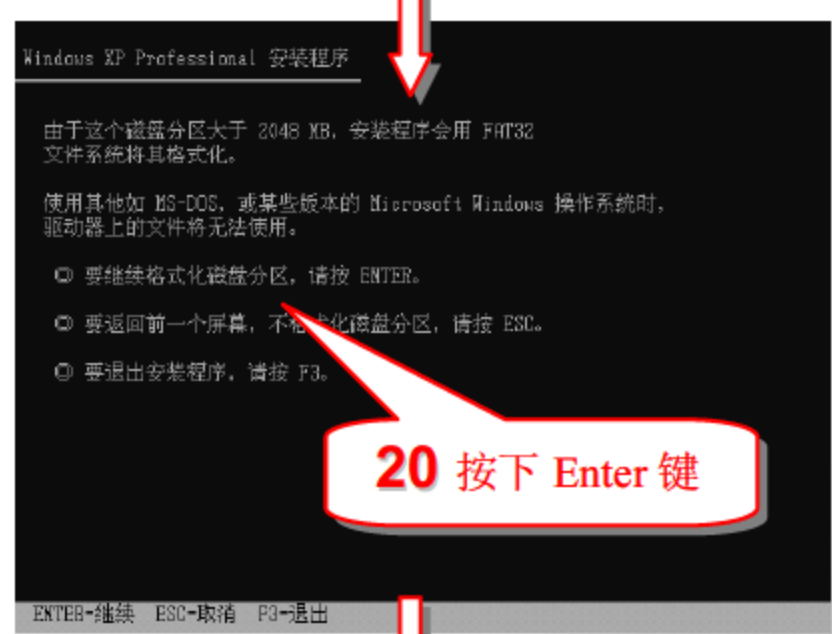 Windows XP Professional 安装程序
由于这个磁盘分区大于 2048 MB，安装程序会用 FAT32
文件系统将其格式化。
使用其他如 MS-DOS，或某些版本的 Microsoft Windows 操作系统时，
驱动器上的文件将无法使用。
◎ 要继续格式化磁盘分区，请按 ENTER。
◎ 要返回前一个屏幕，不格式化磁盘分区，请按 ESC。
◎ 要退出安装程序，请按 F3。
20 按下 Enter 键
ENTER=继续 ESC=取消 F3=退出